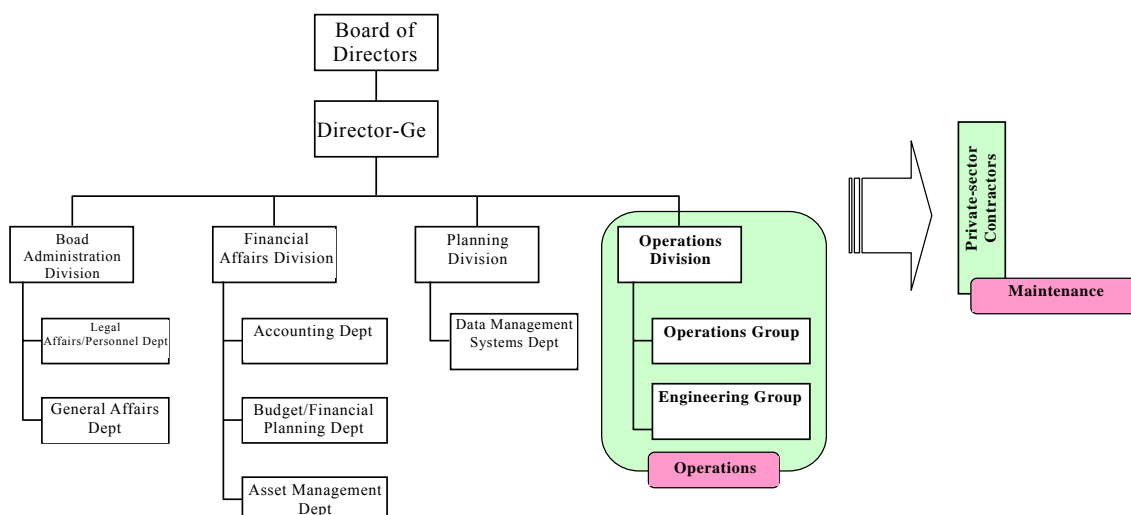 Board of
Directors
Director-Ge
Boad
Administration
Division
Financial
Affairs Division
Planning
Division
Operations
Division
Legal
Affairs/Personnel Dept
General Affairs
Dept
Accounting Dept
Budget/Financial
Planning Dept
Asset Management
Dept
Data Management
Systems Dept
Operations Group
Engineering Group
Operations
Private-sector
Contractors
Maintenance